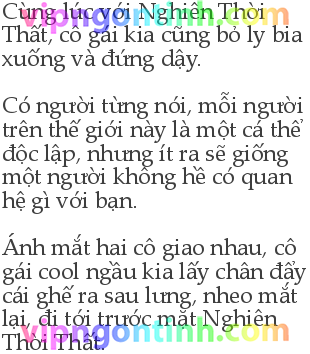 Cùng lúc với Nghiên Thời
Thất, cô gái kia cũng bỏ ly bia
xuống và đứng dậy.
Có người từng nói, mỗi người
trên thế giới này là một cá thể
độc lập, nhưng ít ra sẽ giống
một người không hề có quan
hệ gì với bạn.
Ánh mắt hai cô giao nhau, cô
gái cool ngầu kia lấy chân đẩy
cái ghế ra sau lưng, nheo mắt
lại, đi tới trước mặt Nghiên
Thời Thất.
vipngontinh.com
vipngontinh.com